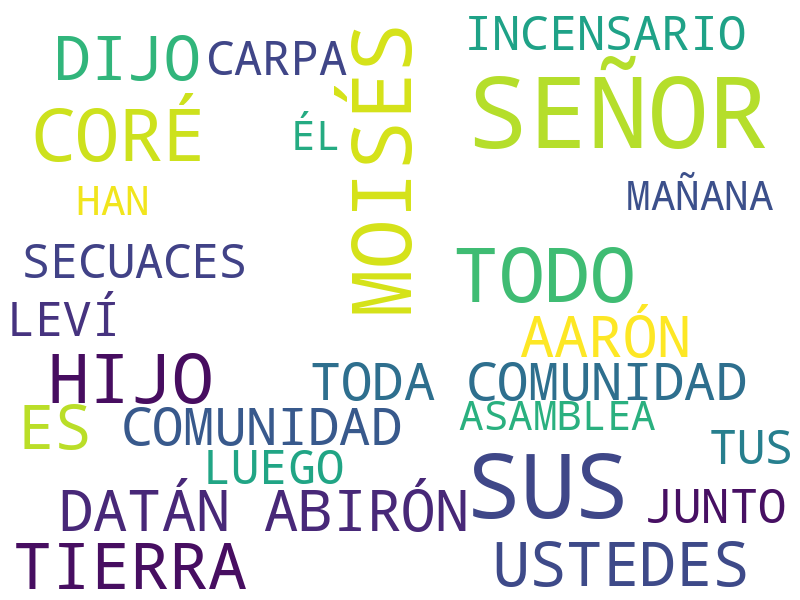 INCENSARIO
DIJO
CARPA
MOISÉS
SEÑOR
CORÉ
ÉL
HAN
MAÑANA
SECUACES
TODO
LEVÍ
AARÓN
HIJO
TODA COMUNIDAD
ES
COMUNIDAD
ASAMBLEA
TUS
LUEGO
SUS
DATÁN ABIRÓN
JUNTO
TIERRA
USTEDES